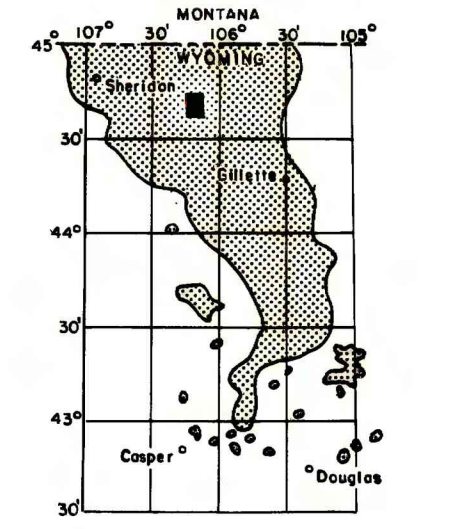 MONTANA
45° 107° 30' 106° 30' 105°
WYOMING
Sheridan
30'
Gillette
44°
30'
43°
Casper
Douglas
30'